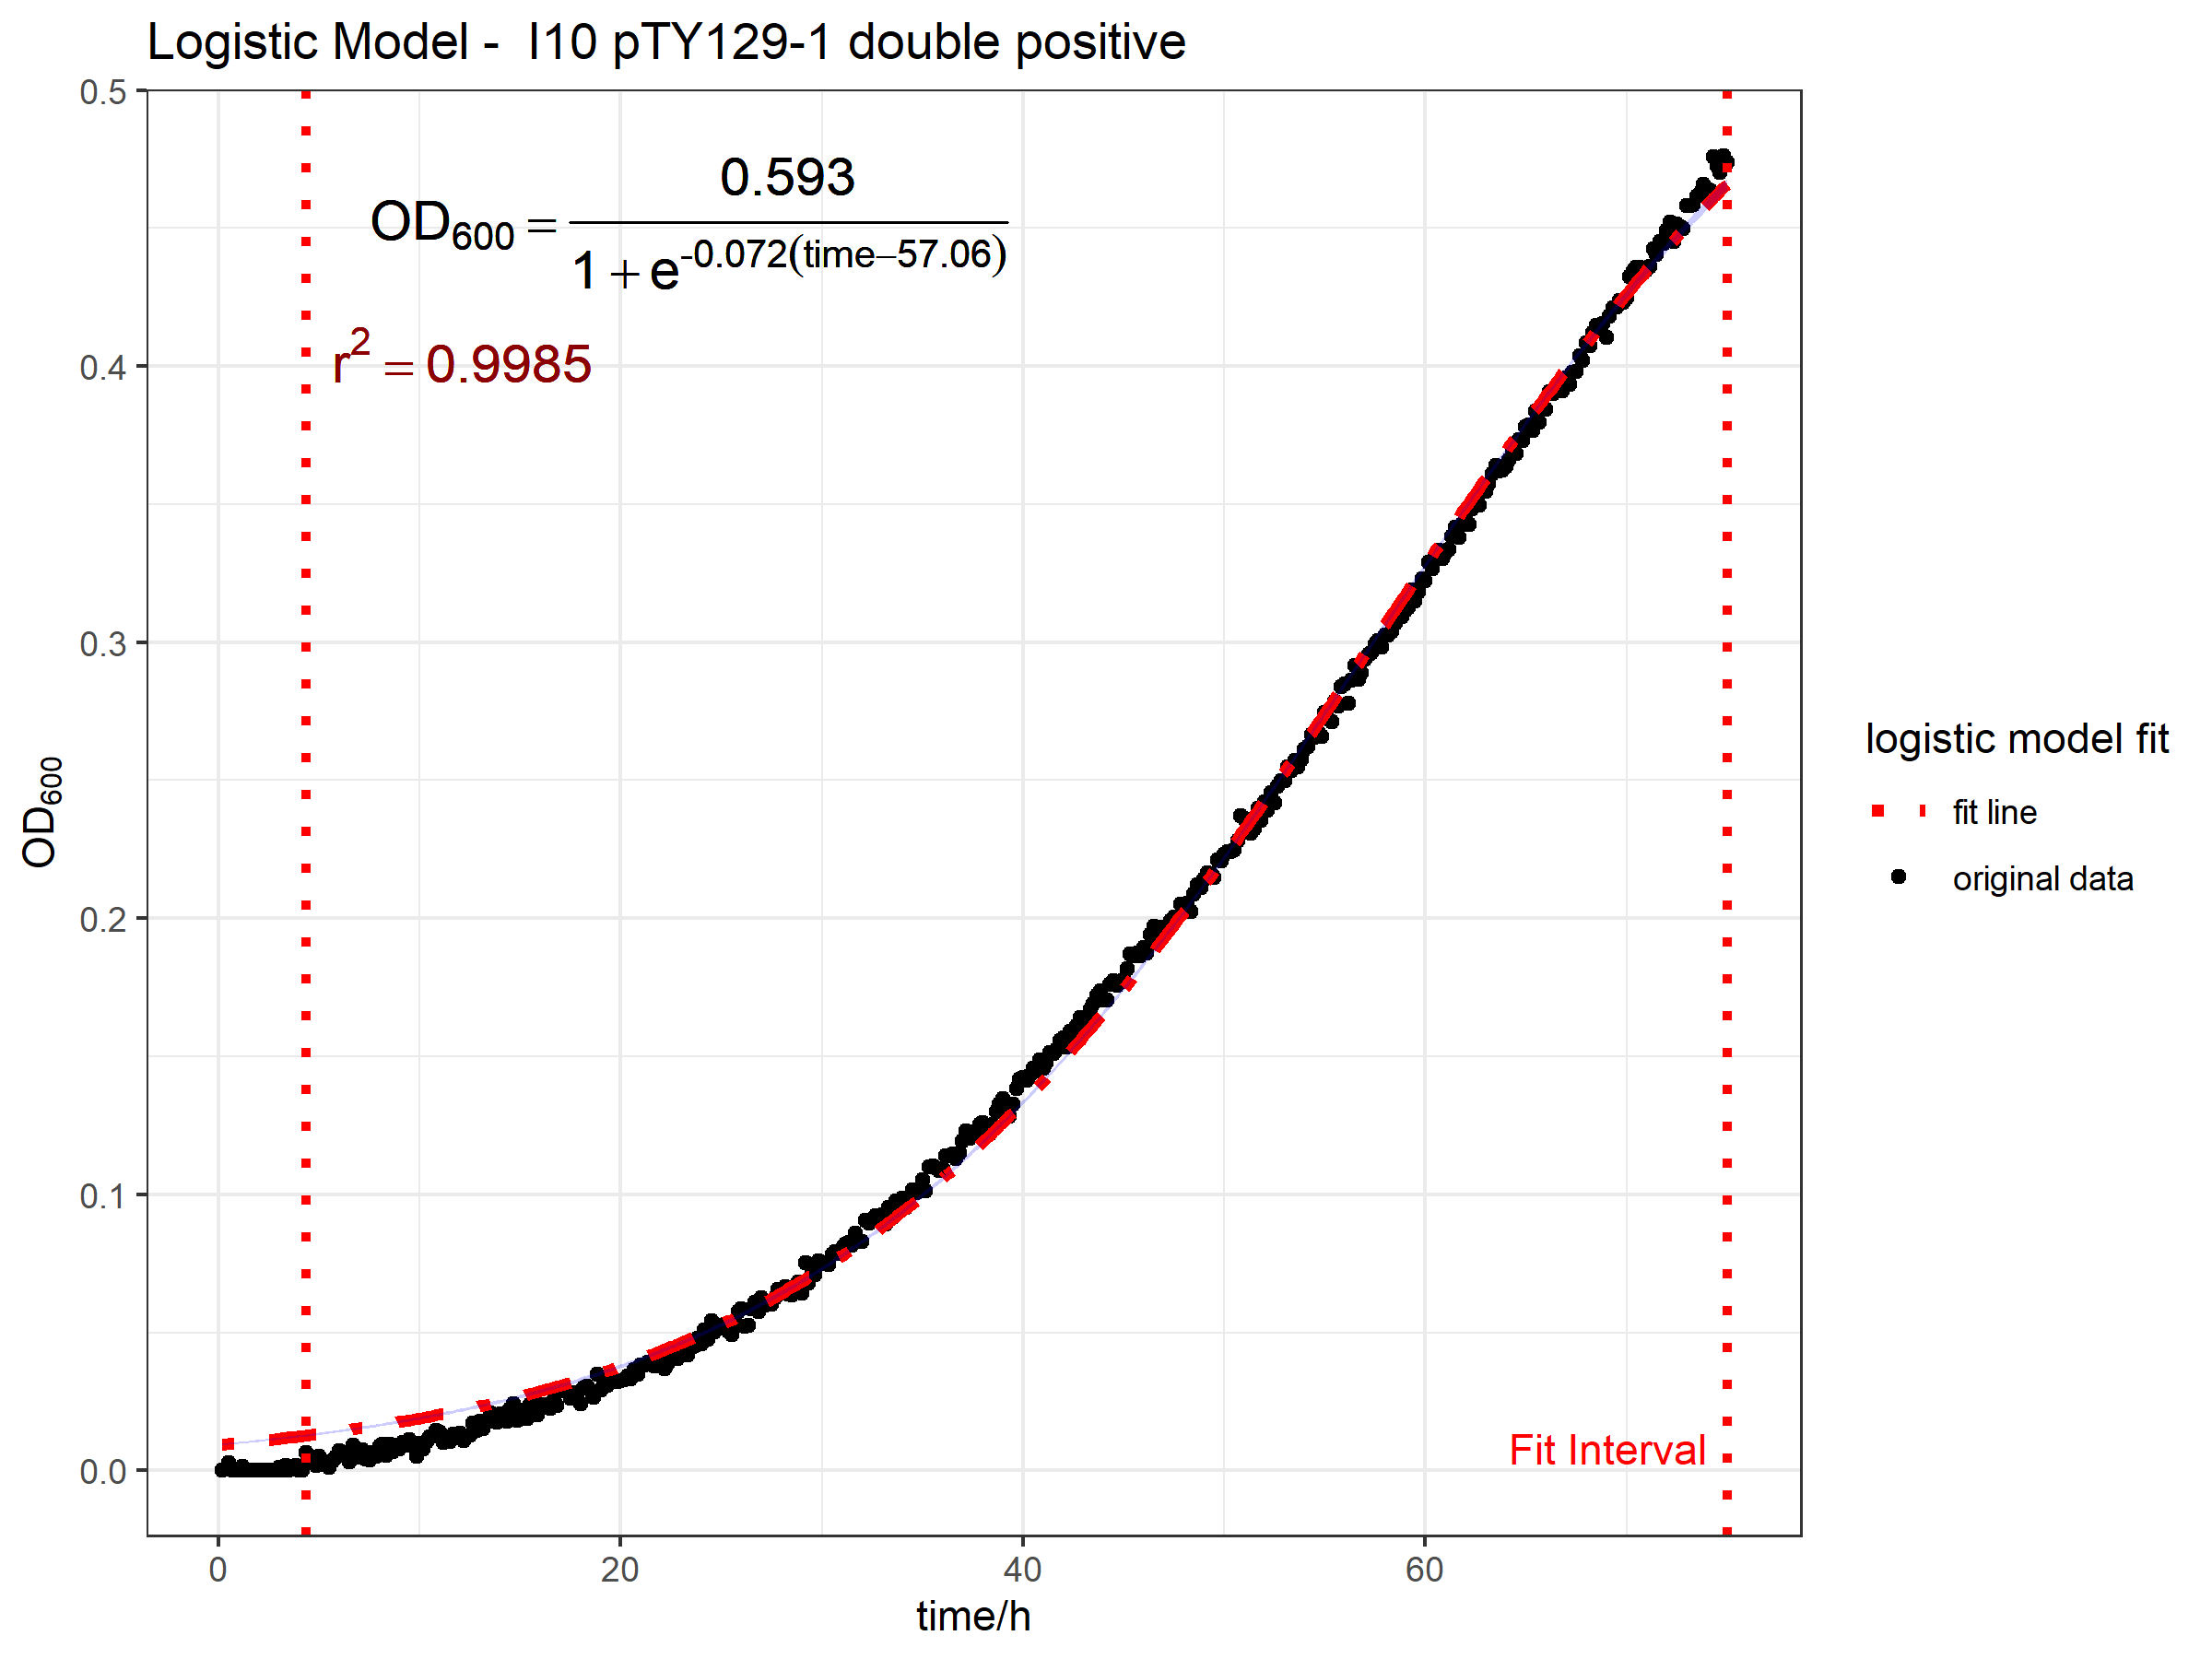 Logistic Model -  I10 pTY129-1 double positive
0.5
0.4
0.3
0.2
0.1
0.0
OD₆₀₀
OD₆₀₀ = 0.593 / 1 + e^-0.072(time−57.06)
r² = 0.9985
Fit Interval
0 20 40 60
time/h
logistic model fit
fit line
original data